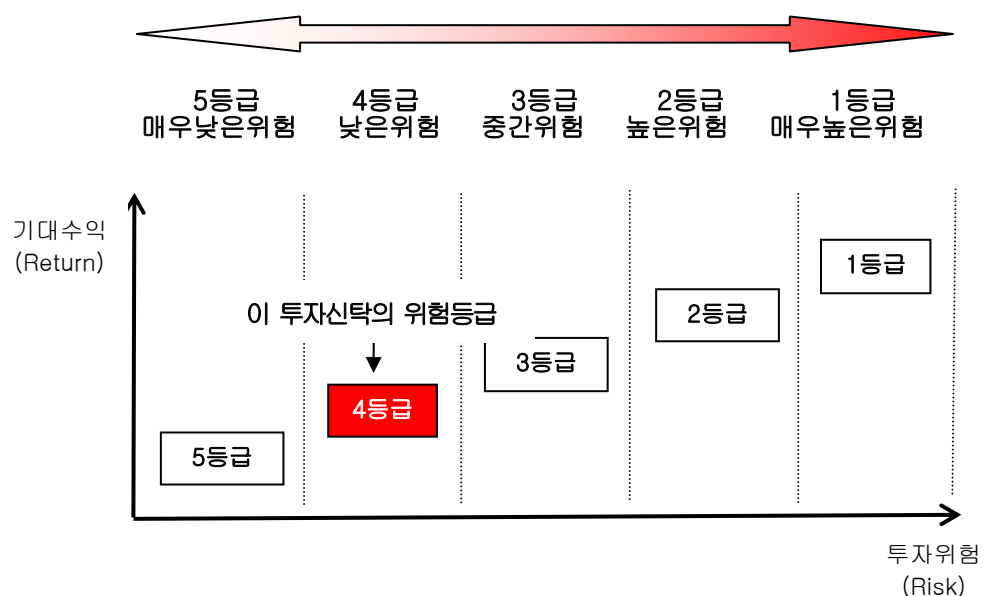 5등급
매우낮은위험
4등급
낮은위험
3등급
중간위험
2등급
높은위험
1등급
매우높은위험
기대수익
(Return)
1등급
2등급
이 투자신탁의 위험등급
3등급
4등급
5등급
투자위험
(Risk)